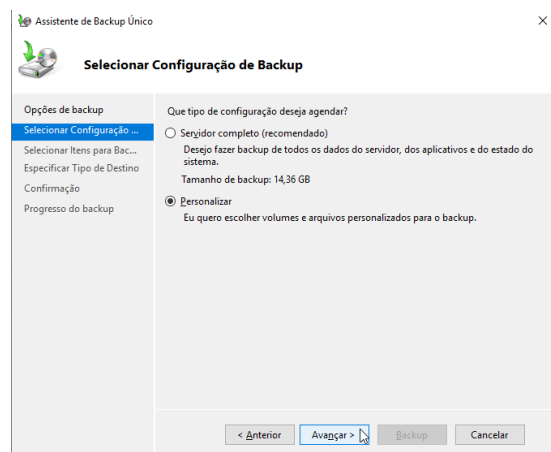 Assistente de Backup Único
Selecionar Configuração de Backup
Opções de backup
Selecionar Configuração ...
Selecionar Itens para Bac...
Especificar Tipo de Destino
Confirmação
Progresso do backup
Que tipo de configuração deseja agendar?
Servidor completo (recomendado)
Desejo fazer backup de todos os dados do servidor, dos aplicativos e do estado do
sistema.
Tamanho de backup: 14,36 GB
Personalizar
Eu quero escolher volumes e arquivos personalizados para o backup.
< Anterior
Avançar >
Backup
Cancelar